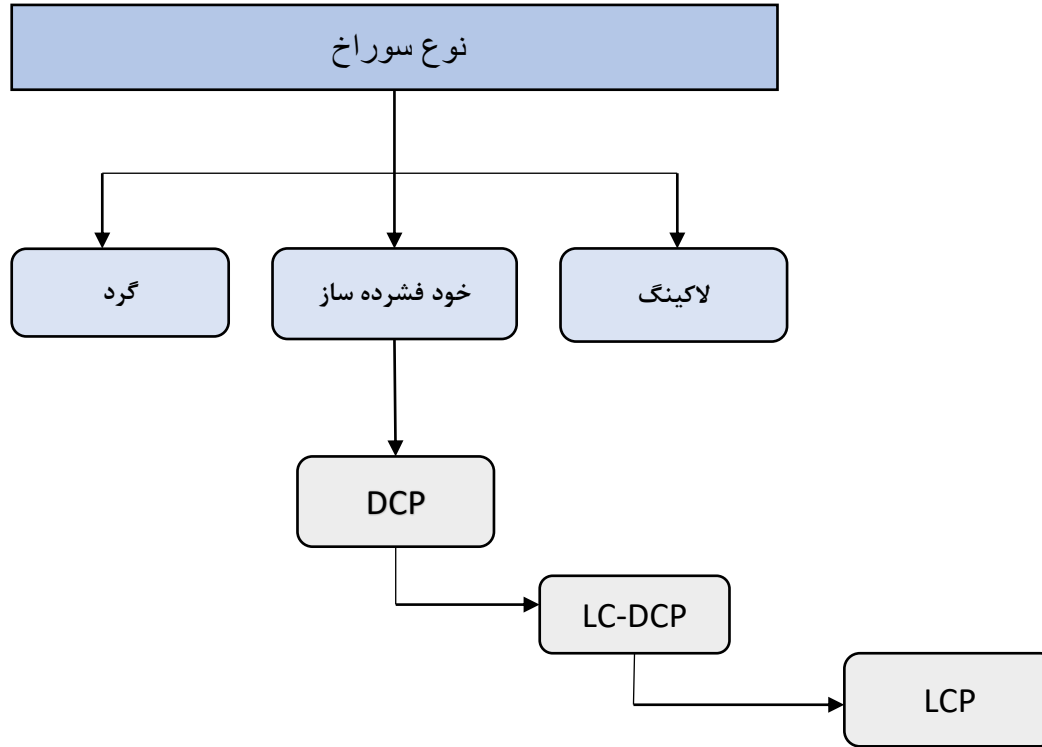 نوع سوراخ
لاکینگ
خود فشرده ساز
گرد
DCP
LC-DCP
LCP